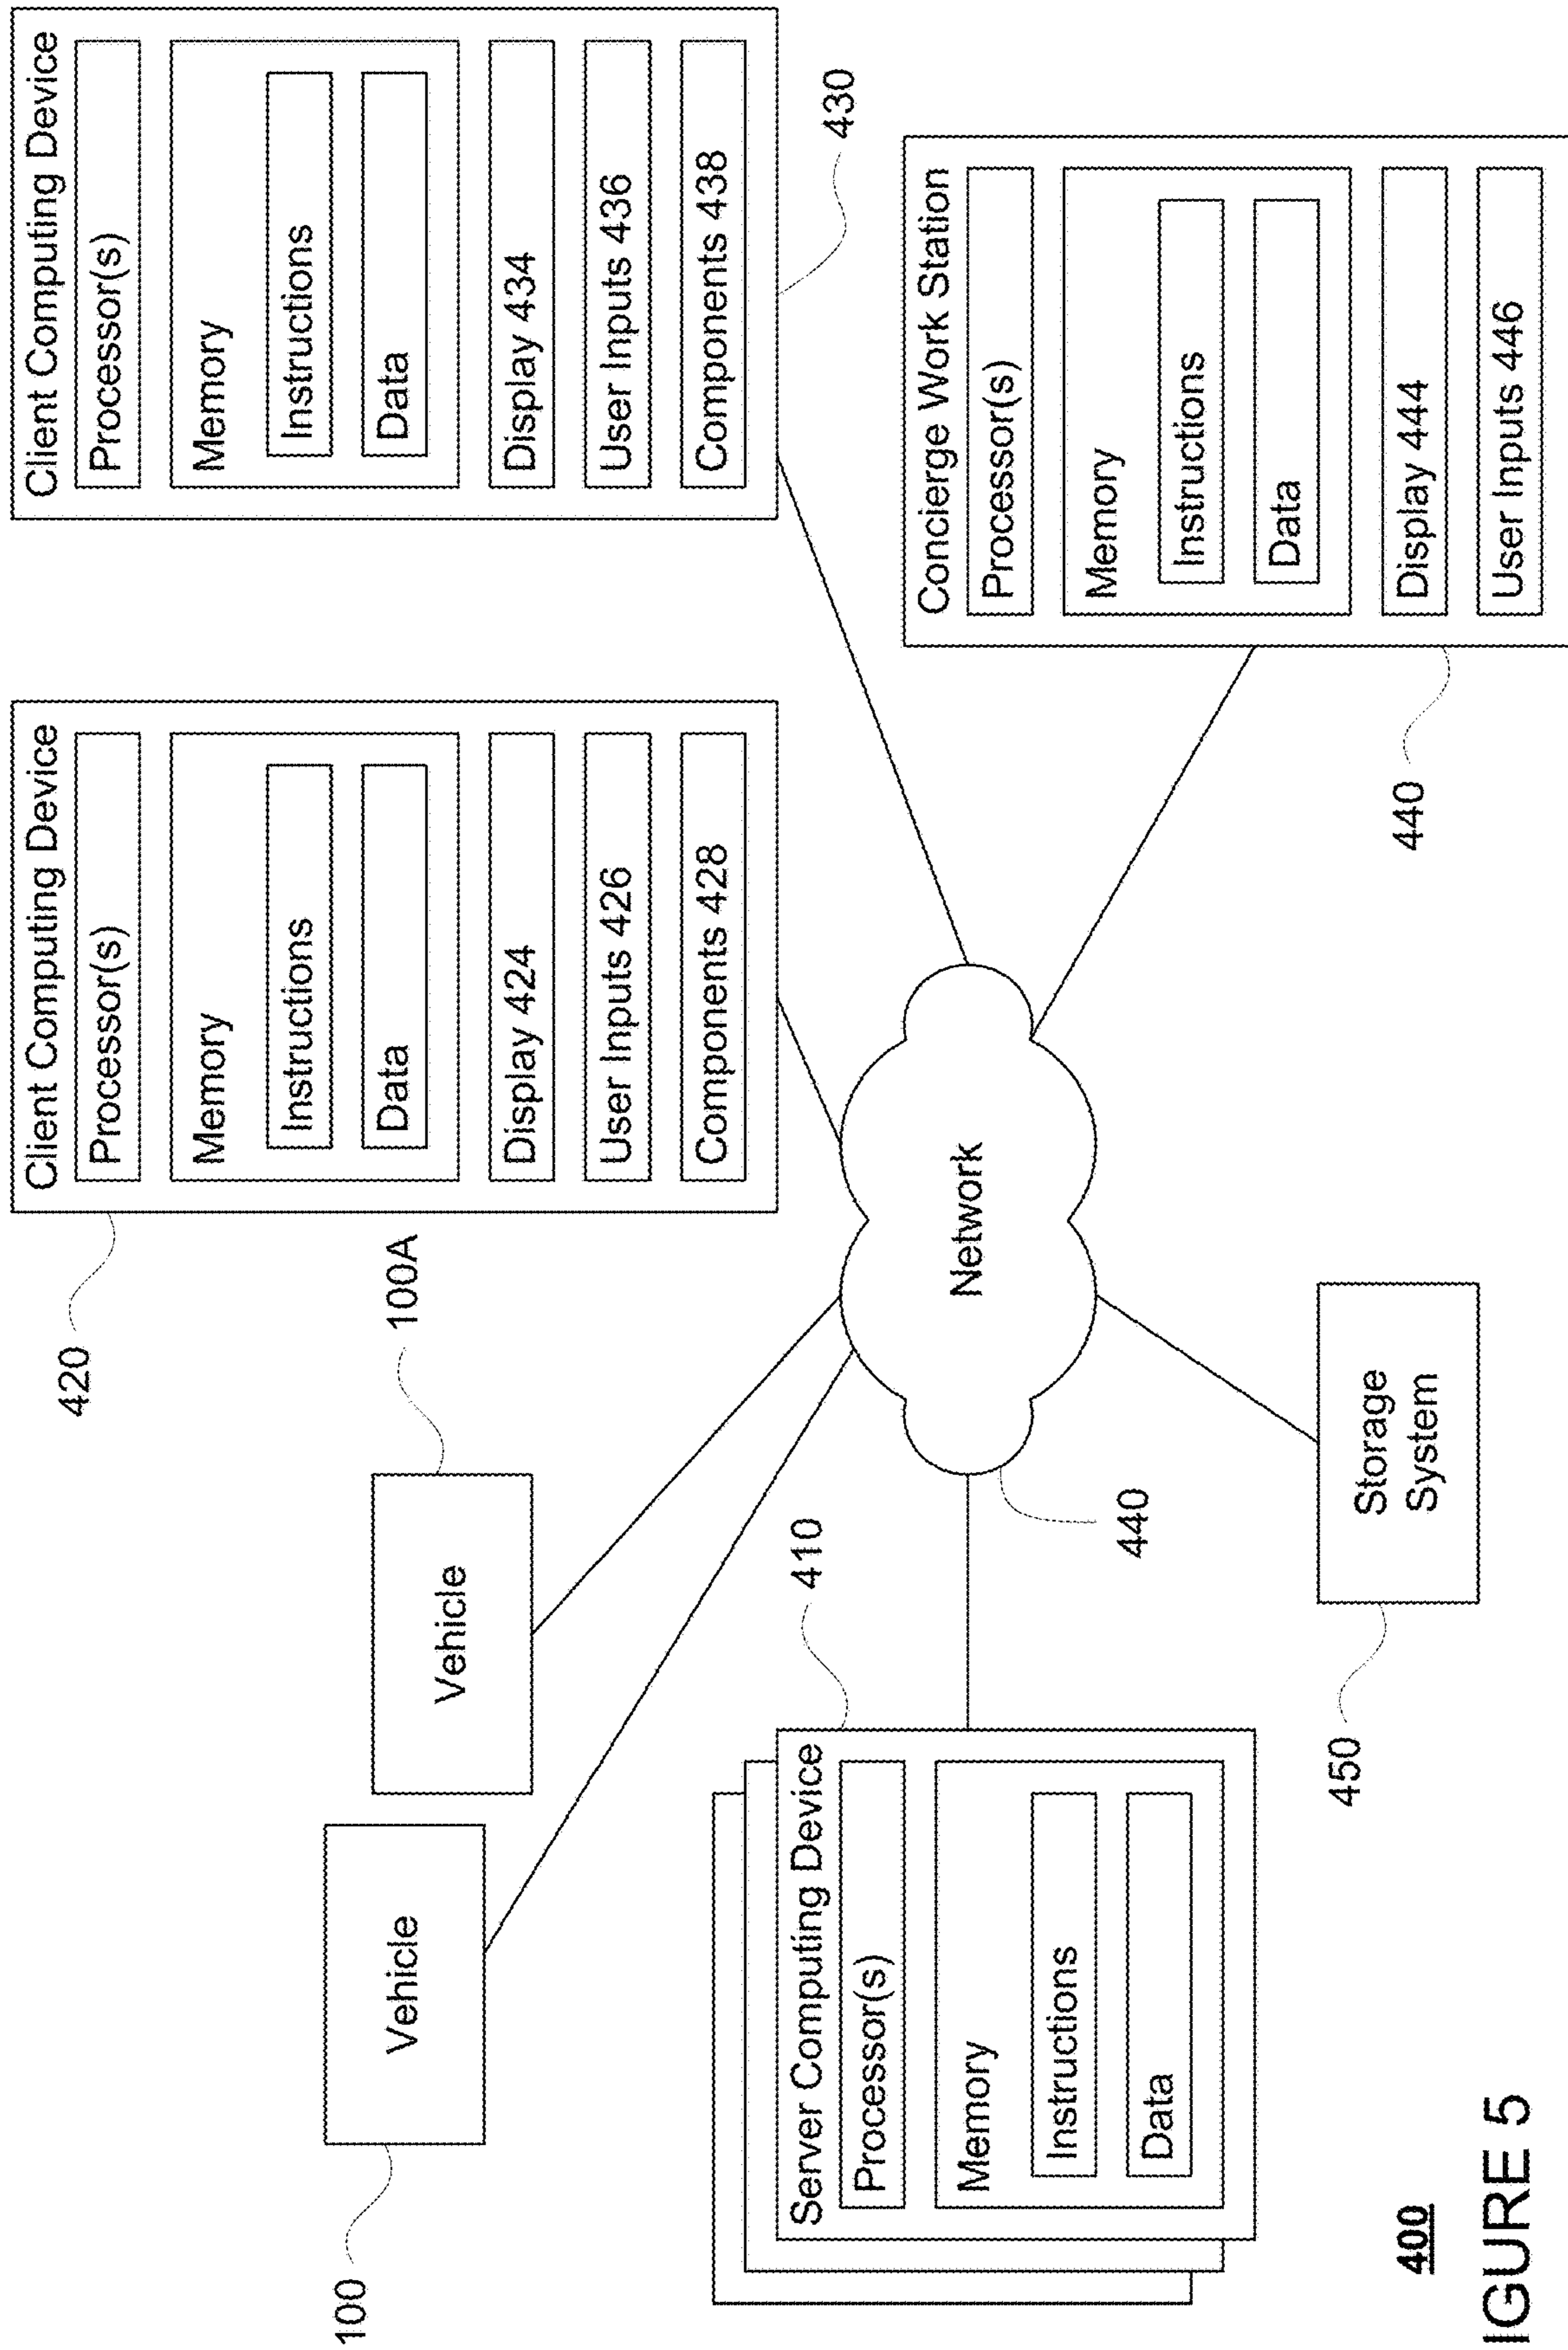 420
Client Computing Device
Processor(s)
Memory
Instructions
Data
Display 424
User Inputs 426
Components 428
Client Computing Device
Processor(s)
Memory
Instructions
Data
Display 434
User Inputs 436
Components 438
430
100
Vehicle
Vehicle
100A
410
Server Computing Device
Processor(s)
Memory
Instructions
Data
Network
440
Concierge Work Station
Processor(s)
Memory
Instructions
Data
Display 444
User Inputs 446
440
450
Storage
System
400
IGURE 5